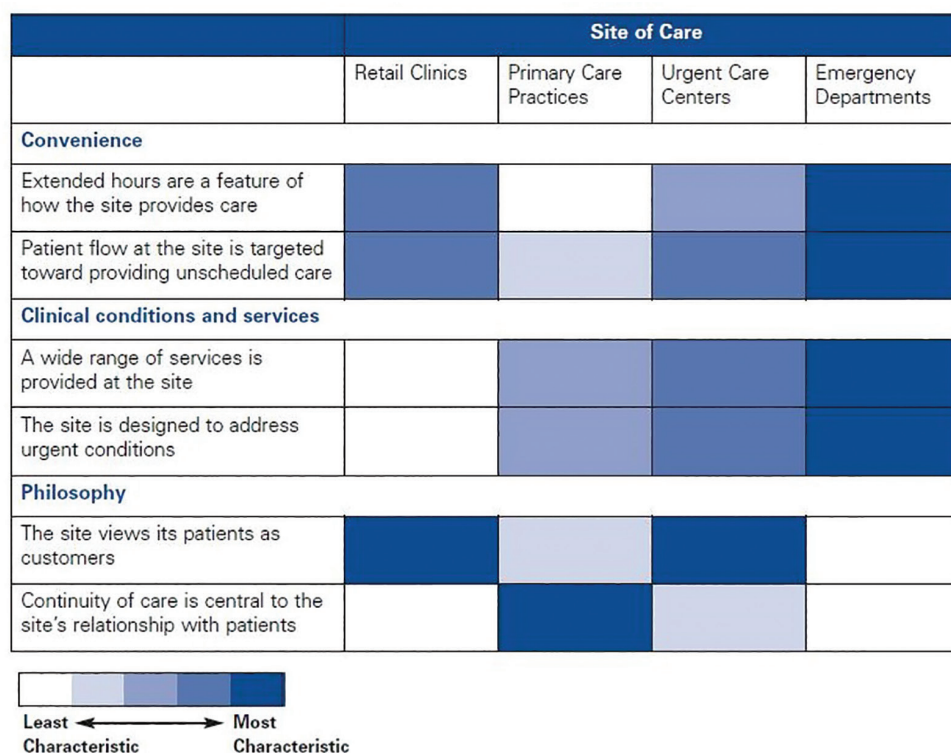 Site of Care
Retail Clinics
Primary Care
Practices
Urgent Care
Centers
Emergency
Departments
Convenience
Extended hours are a feature of
how the site provides care
Patient flow at the site is targeted
toward providing unscheduled care
Clinical conditions and services
A wide range of services is
provided at the site
The site is designed to address
urgent conditions
Philosophy
The site views its patients as
customers
Continuity of care is central to the
site's relationship with patients
Least
Characteristic
Most
Characteristic